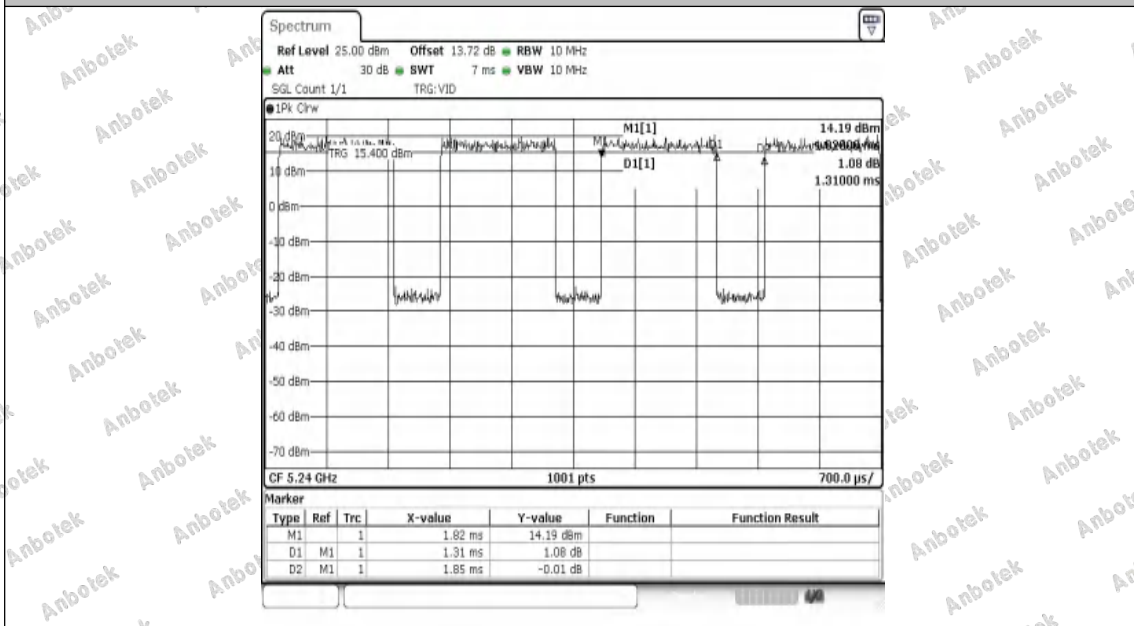 Spectrum
Ref Level 25.00 dBm Offset 13.72 dB RBW 10 MHz
Att 30 dB SWT 7 ms VBW 10 MHz
SGL Count 1/1 TRG:VID
1Pk Clrw
M1[1] 14.19 dBm
20 dBm
TRG 15.400 dBm
D1[1] 1.08 dB
10 dBm
1.31000 ms
0 dBm
-10 dBm
-20 dBm
-30 dBm
-40 dBm
-50 dBm
-60 dBm
-70 dBm
CF 5.24 GHz 1001 pts 700.0 µs/
Marker
Type Ref Trc X-value Y-value Function Function Result
M1 1 1.82 ms 14.19 dBm
D1 M1 1 1.31 ms 1.08 dB
D2 M1 1 1.85 ms -0.01 dB
Anbotek